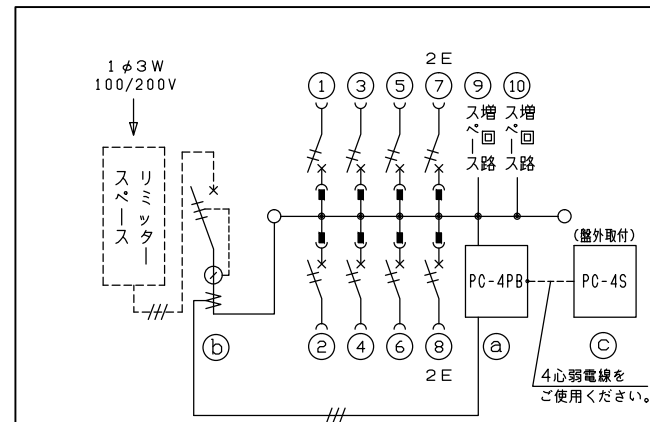 1φ3W
100/200V
リミッター
スペース
2E
① ③ ⑤ ⑦ ⑨ ⑩
増回路
スペース
増回路
スペース
(盤外取付)
PC-4PB
PC-4S
ⓑ ② ④ ⑥ ⑧ ⓐ ⓒ
2E
4心弱電線を
ご使用ください。